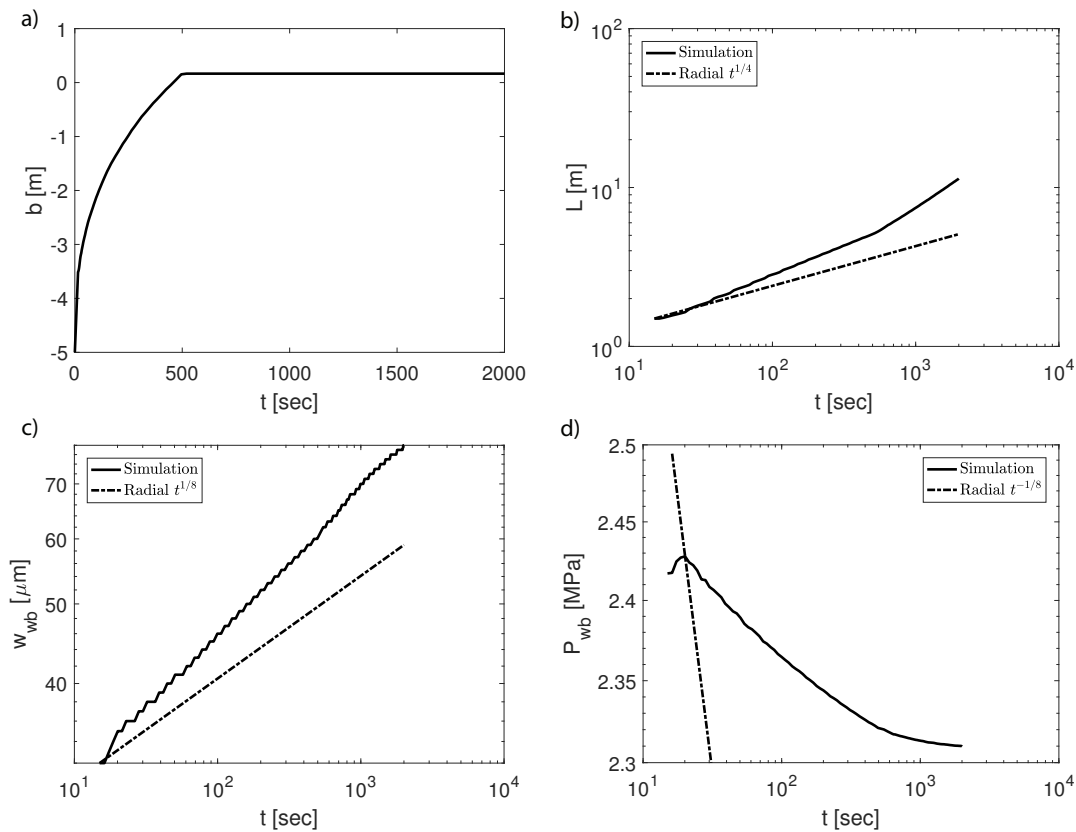 a)
1
0
-1
-2
-3
-4
-5
b [m]
0
500
1000
1500
2000
t [sec]
b)
10^2
10^1
10^0
L [m]
Simulation
Radial t^{1/4}
10^1
10^2
10^3
10^4
t [sec]
c)
70
60
50
40
w_{wb} [μm]
Simulation
Radial t^{1/8}
10^1
10^2
10^3
10^4
t [sec]
d)
2.5
2.45
2.4
2.35
2.3
P_{wb} [MPa]
Simulation
Radial t^{-1/8}
10^1
10^2
10^3
10^4
t [sec]